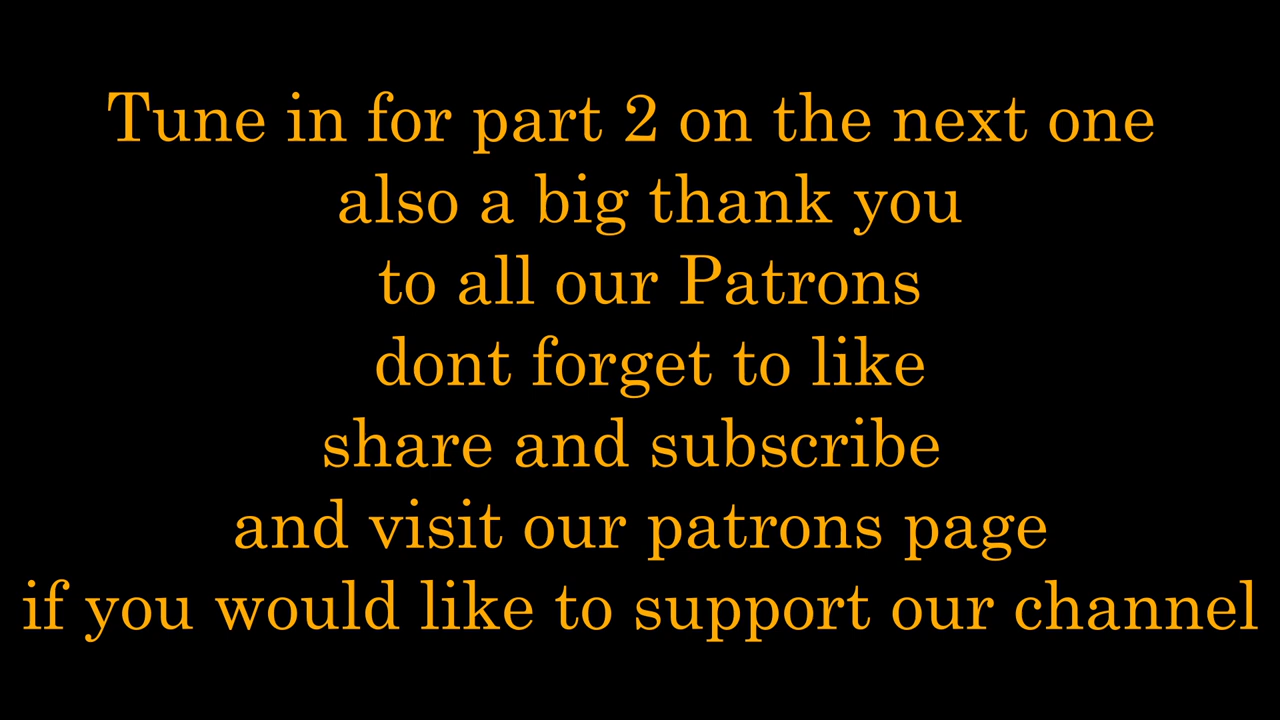 Tune in for part 2 on the next one
also a big thank you
to all our Patrons
dont forget to like
share and subscribe
and visit our patrons page
if you would like to support our channel